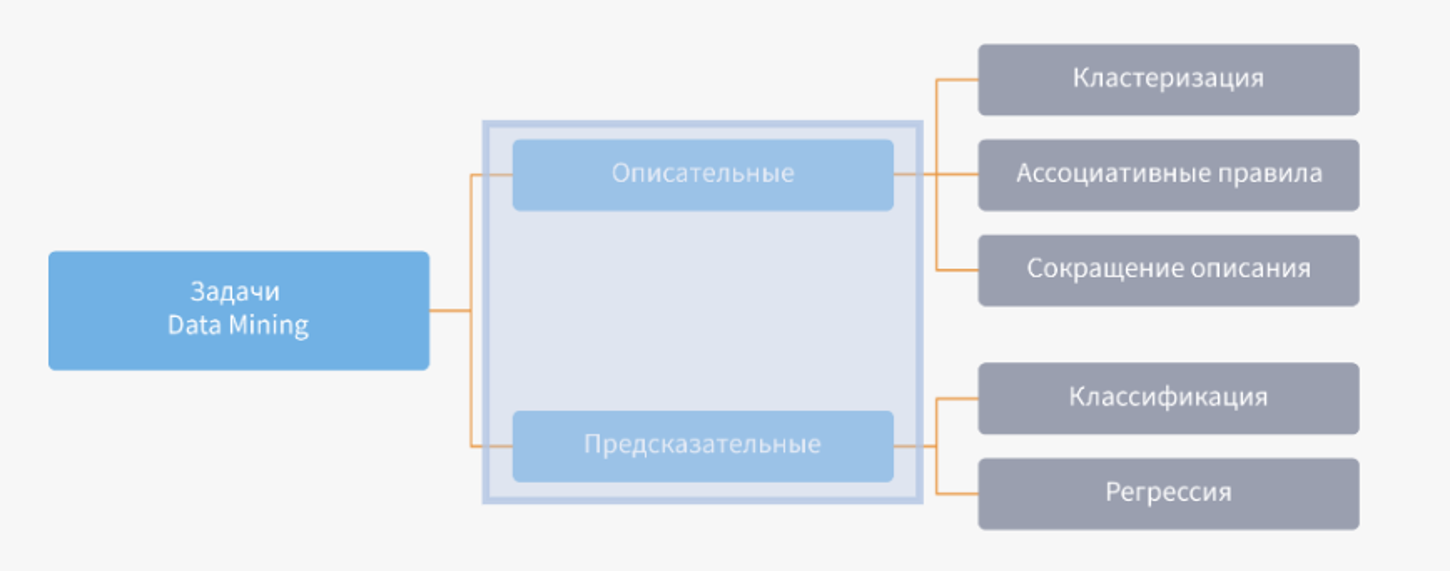 Задачи
Data Mining
Описательные
Кластеризация
Ассоциативные правила
Сокращение описания
Предсказательные
Классификация
Регрессия